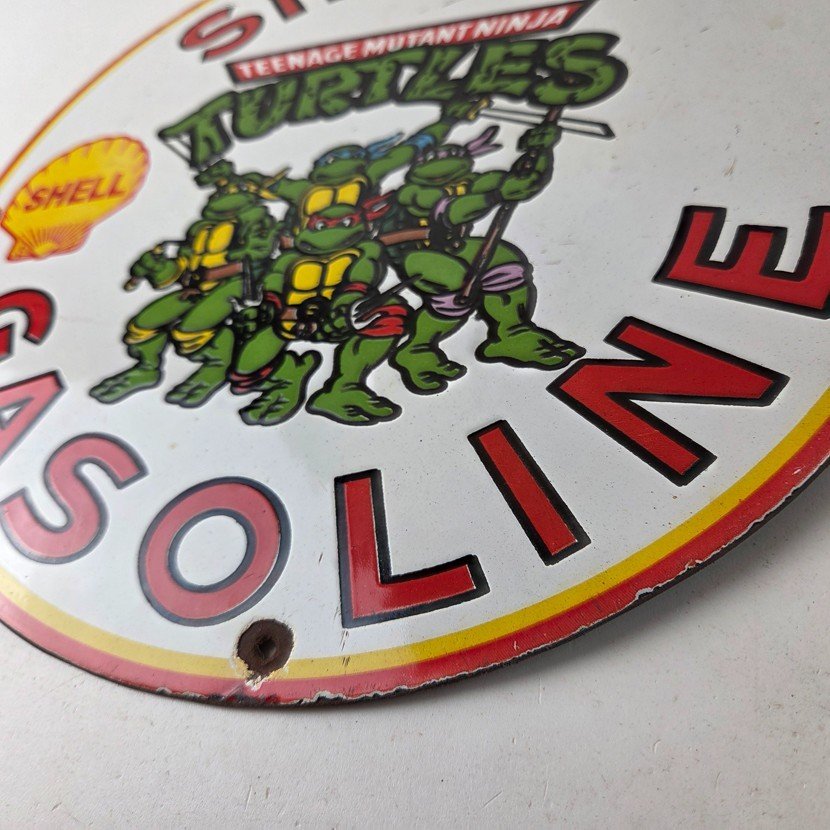 TEENAGE MUTANT NINJA
TURTLES
SHELL
GASOLINE